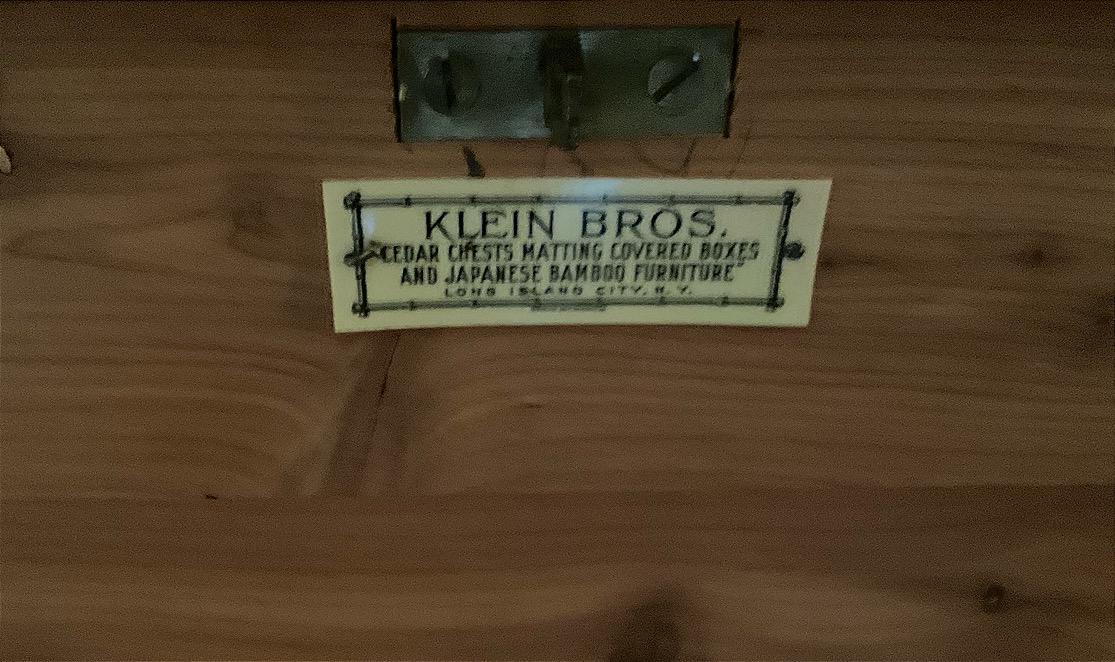 KLEIN BROS.
"CEDAR CHESTS MATTING COVERED BOXES
AND JAPANESE BAMBOO FURNITURE"
LONG ISLAND CITY, N. Y.